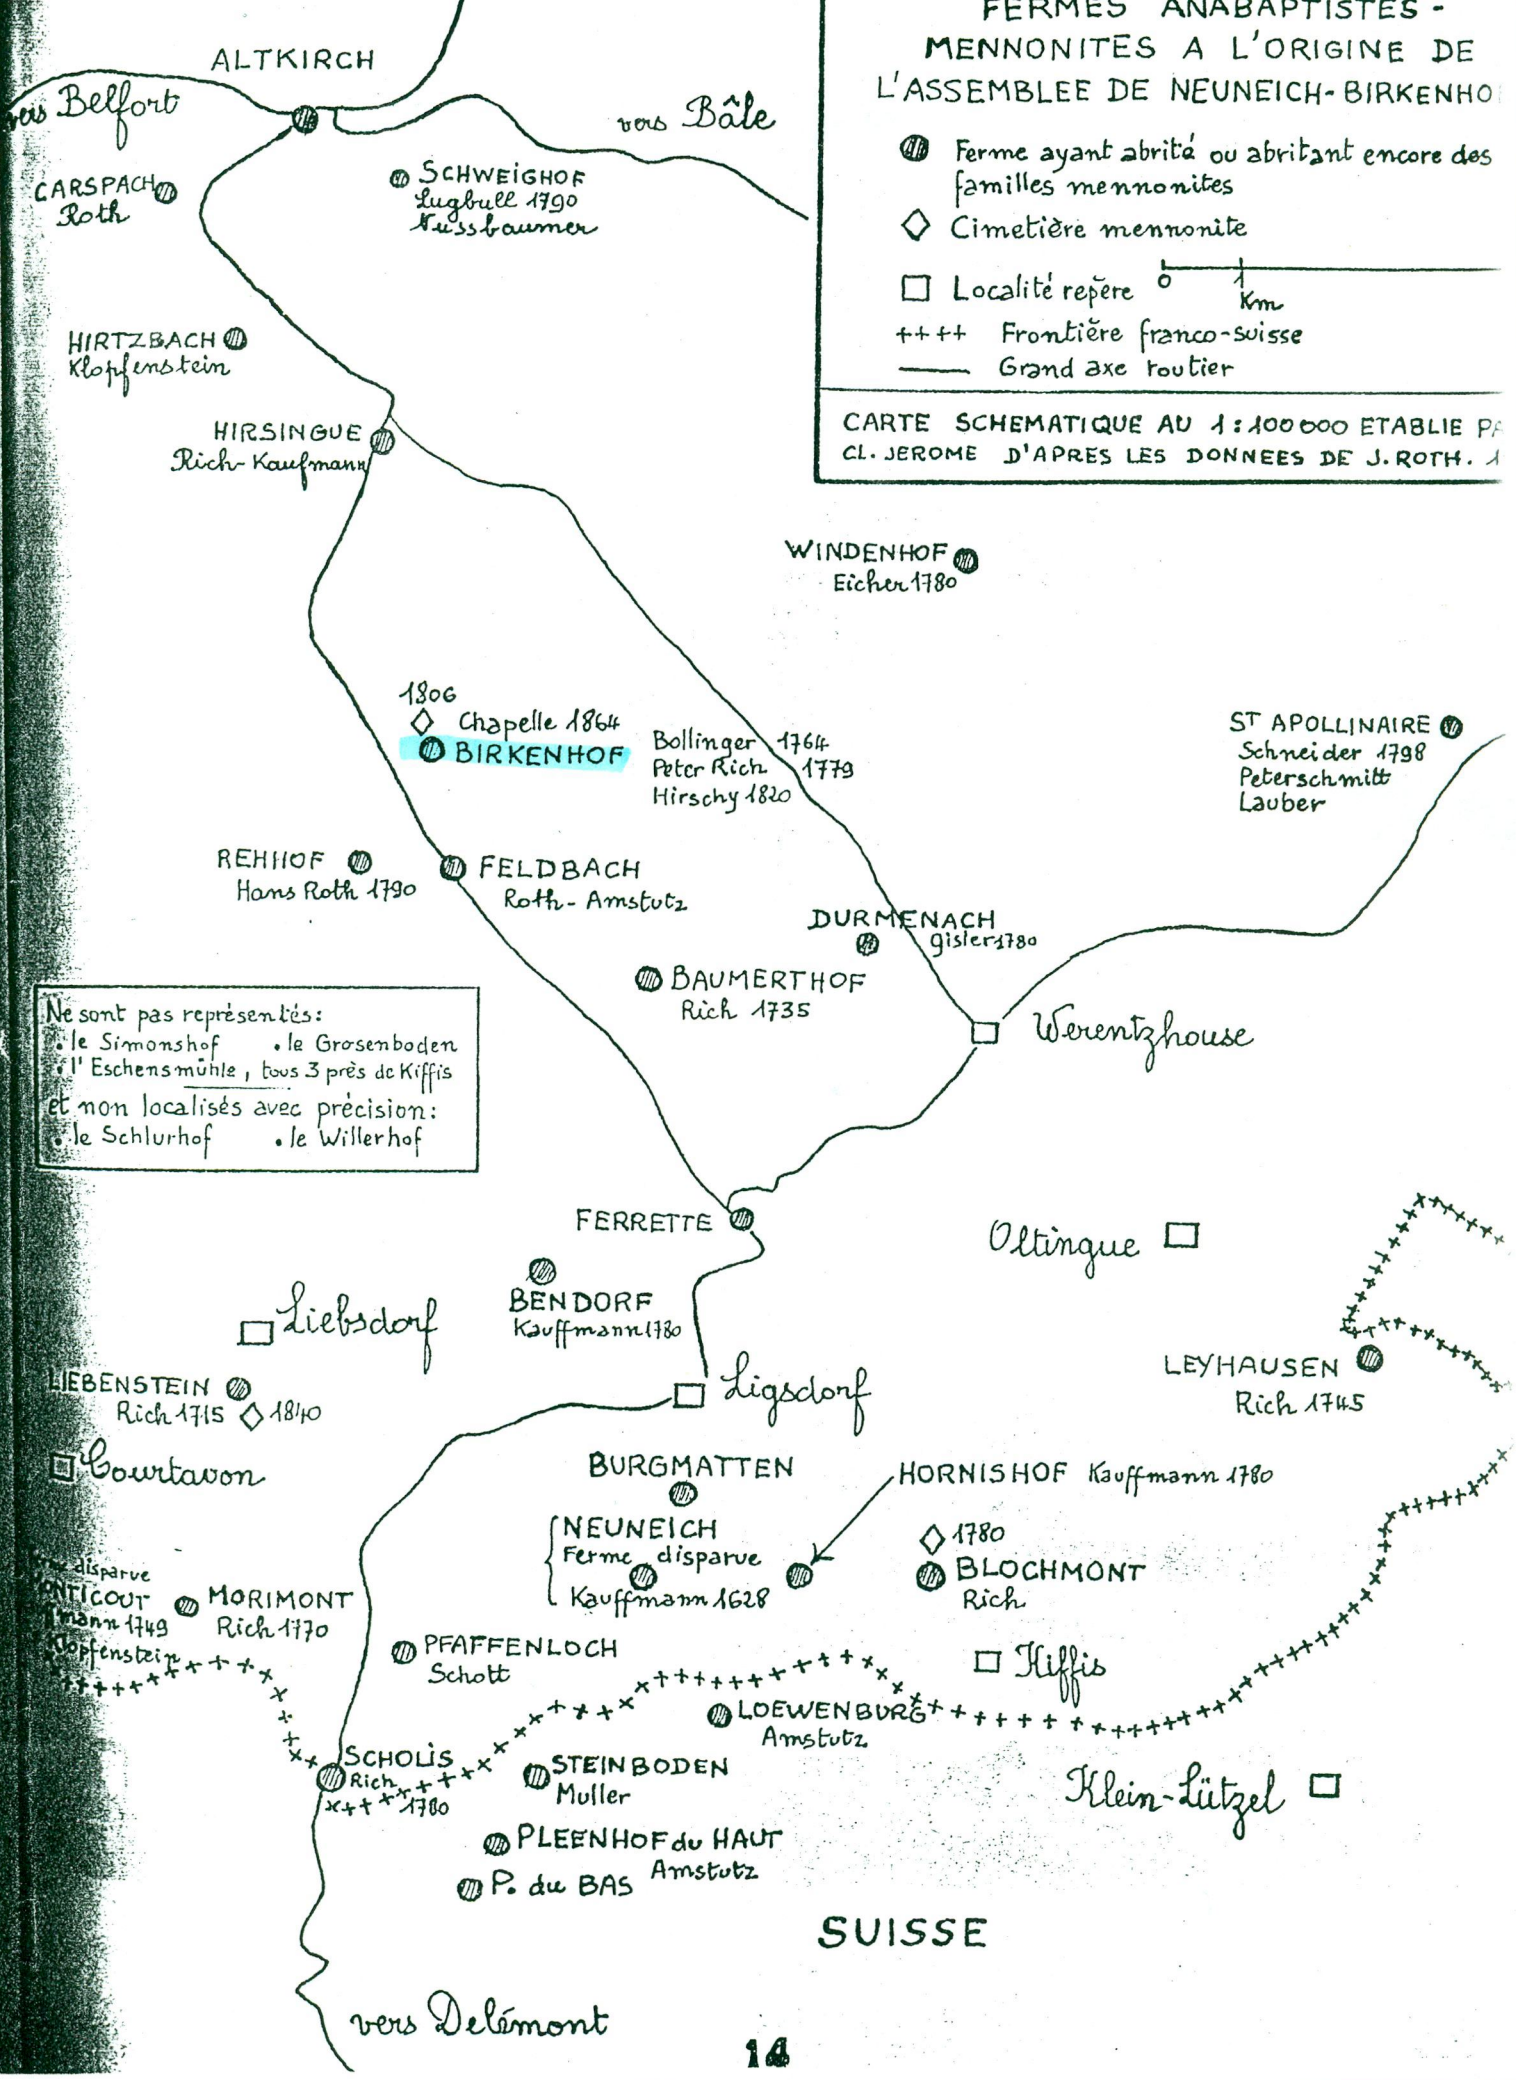 FERMES ANABAPTISTES -
MENNONITES A L'ORIGINE DE
L'ASSEMBLEE DE NEUNEICH-BIRKENHO
Ferme ayant abrité ou abritant encore des
familles mennonites
Cimetière mennonite
Localité repère
0 1
Km
++++ Frontière franco-suisse
Grand axe routier
CARTE SCHEMATIQUE AU 1:100000 ETABLIE PA
CL. JEROME D'APRES LES DONNEES DE J. ROTH. 1
ALTKIRCH
vers Belfort
vers Bâle
CARSPACH
Roth
SCHWEIGHOF
Lugbull 1790
Nussbaumer
HIRTZBACH
Klopfenstein
HIRSINGUE
Rich-Kaufmann
WINDENHOF
Eicher 1780
1806
Chapelle 1864
BIRKENHOF
Bollinger 1764
Peter Rich 1779
Hirschy 1820
ST APOLLINAIRE
Schneider 1798
Peterschmitt
Lauber
REHHOF
Hans Roth 1790
FELDBACH
Roth-Amstutz
DURMENACH
Gisler 1780
BAUMERTHOF
Rich 1735
Werentzhouse
Ne sont pas représentés:
. le Simonshof . le Grosenboden
. l'Eschensmühle, tous 3 près de Kiffis
et non localisés avec précision:
. le Schlurhof . le Willerhof
FERRETTE
Oltingue
BENDORF
Kauffmann 1780
Liebsdorf
LIEBENSTEIN
Rich 1715 1840
Ligsdorf
LEYHAUSEN
Rich 1745
Courtavon
BURGMATTEN
HORNISHOF Kauffmann 1780
NEUNEICH
Ferme disparue
Kauffmann 1628
1780
BLOCHMONT
Rich
disparue
mann 1749
Klopfenstein
MORIMONT
Rich 1770
PFAFFENLOCH
Schott
Kiffis
LOEWENBURG
Amstutz
SCHOLIS
Rich
1780
STEINBODEN
Muller
Klein-Lützel
PLEENHOF du HAUT
Amstutz
P. du BAS
SUISSE
vers Delémont
14